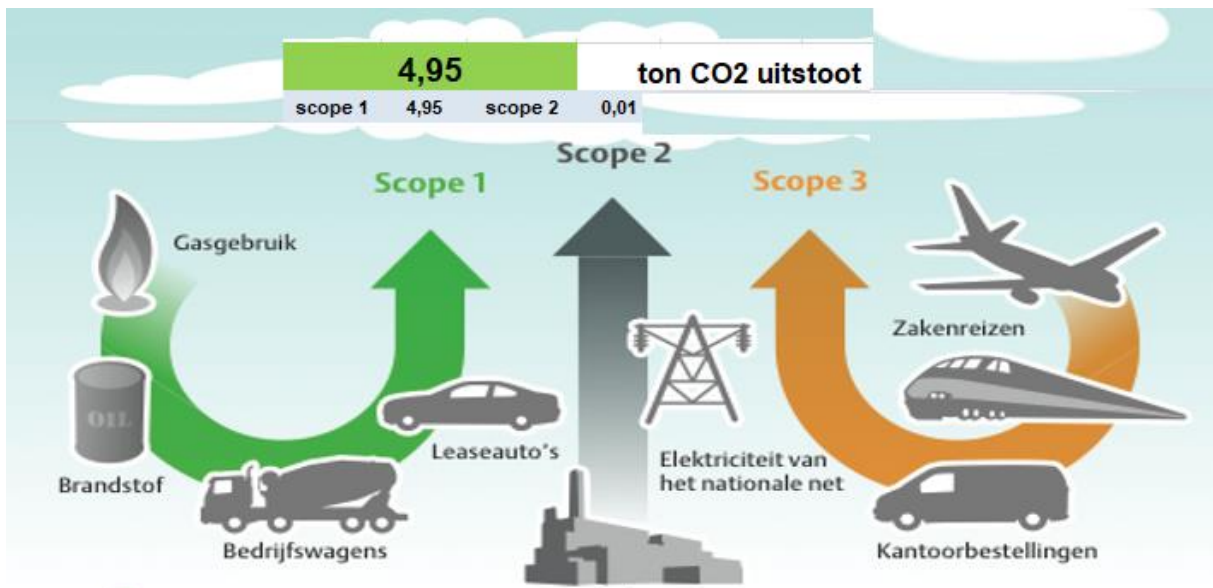 4,95 ton CO2 uitstoot
scope 1 4,95 scope 2 0,01
Scope 2
Scope 1
Scope 3
Gasgebruik
Zakenreizen
OIL
Leaseauto's
Brandstof
Elektriciteit van
het nationale net
Bedrijfswagens
Kantoorbestellingen